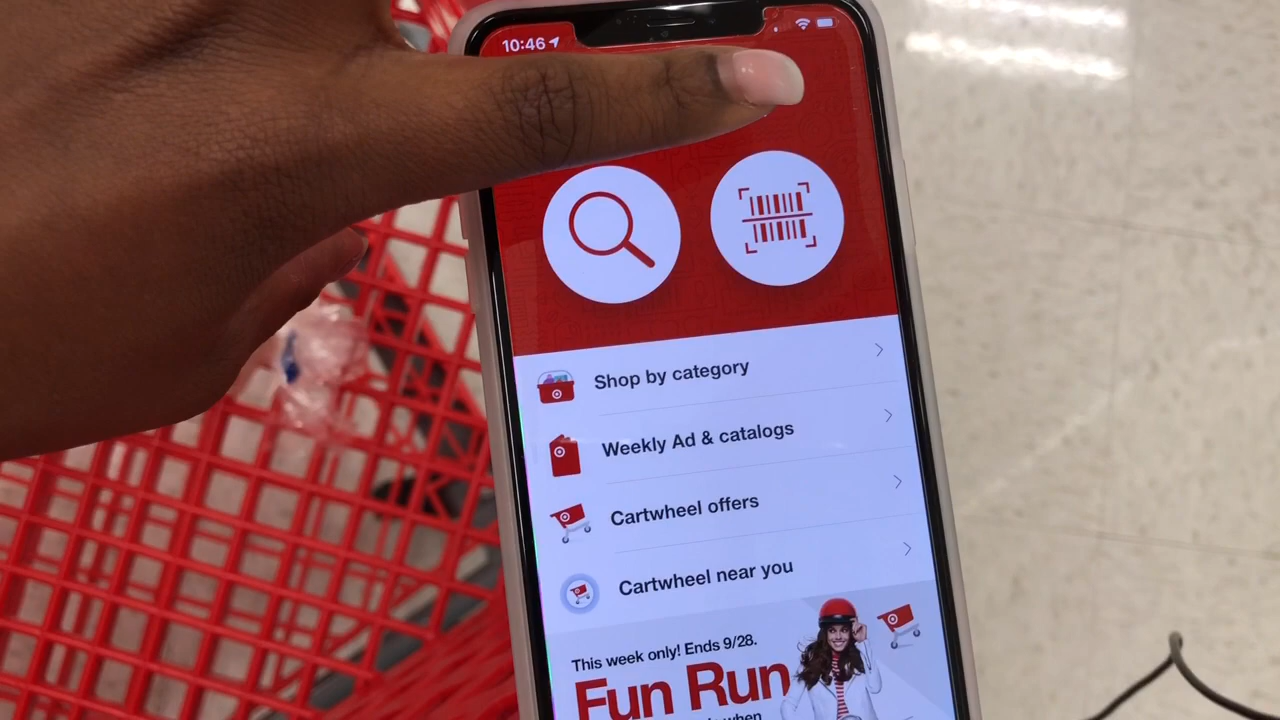 10:46
Shop by category
Weekly Ad & catalogs
Cartwheel offers
Cartwheel near you
This week only! Ends 9/28.
Fun Run
when